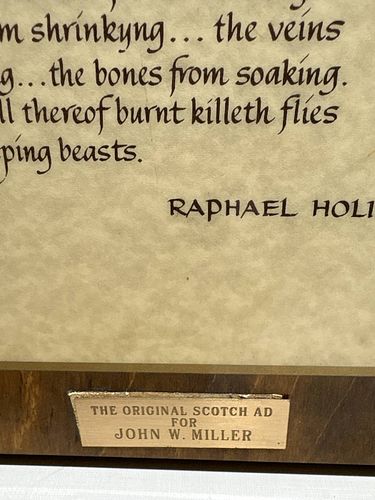 m shrinkyng... the veins
g...the bones from soaking.
ll thereof burnt killeth flies
ping beasts.
RAPHAEL HOLI
THE ORIGINAL SCOTCH AD
FOR
JOHN W. MILLER